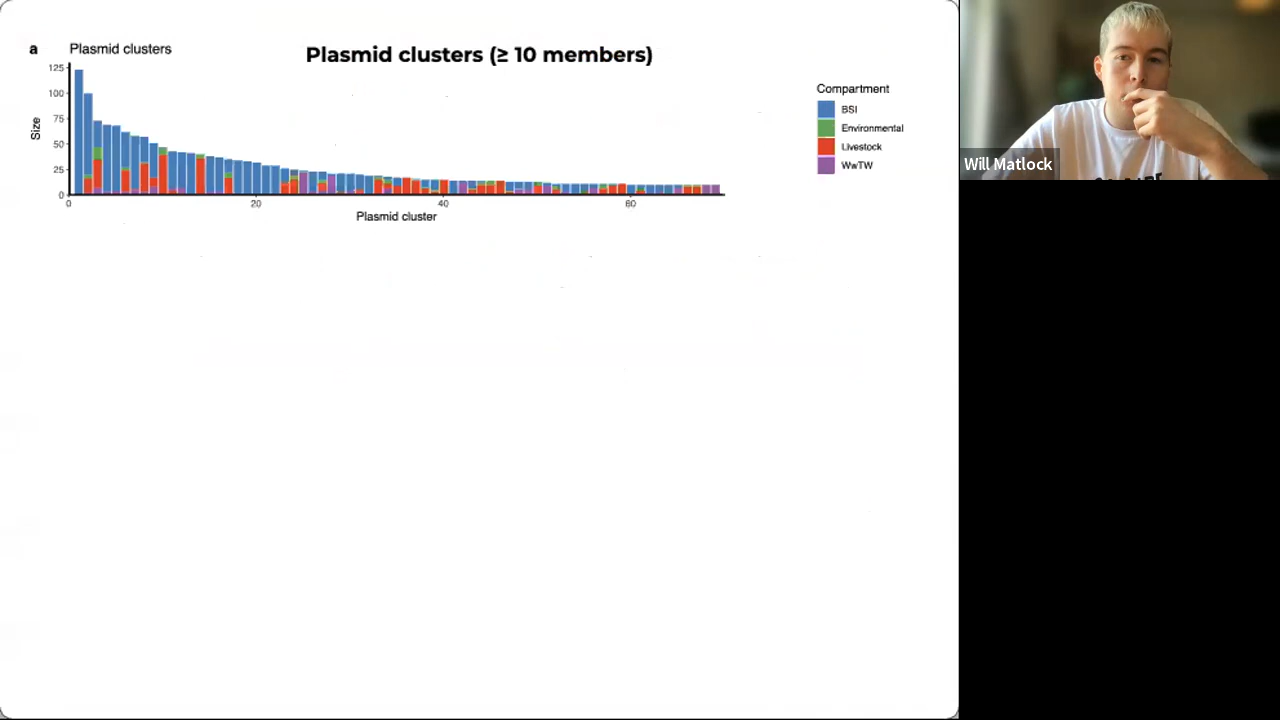 a Plasmid clusters
Plasmid clusters (≥ 10 members)
Size
125
100
75
50
25
0
0 20 40 60
Plasmid cluster
Compartment
BSI
Environmental
Livestock
WwTW
Will Matlock